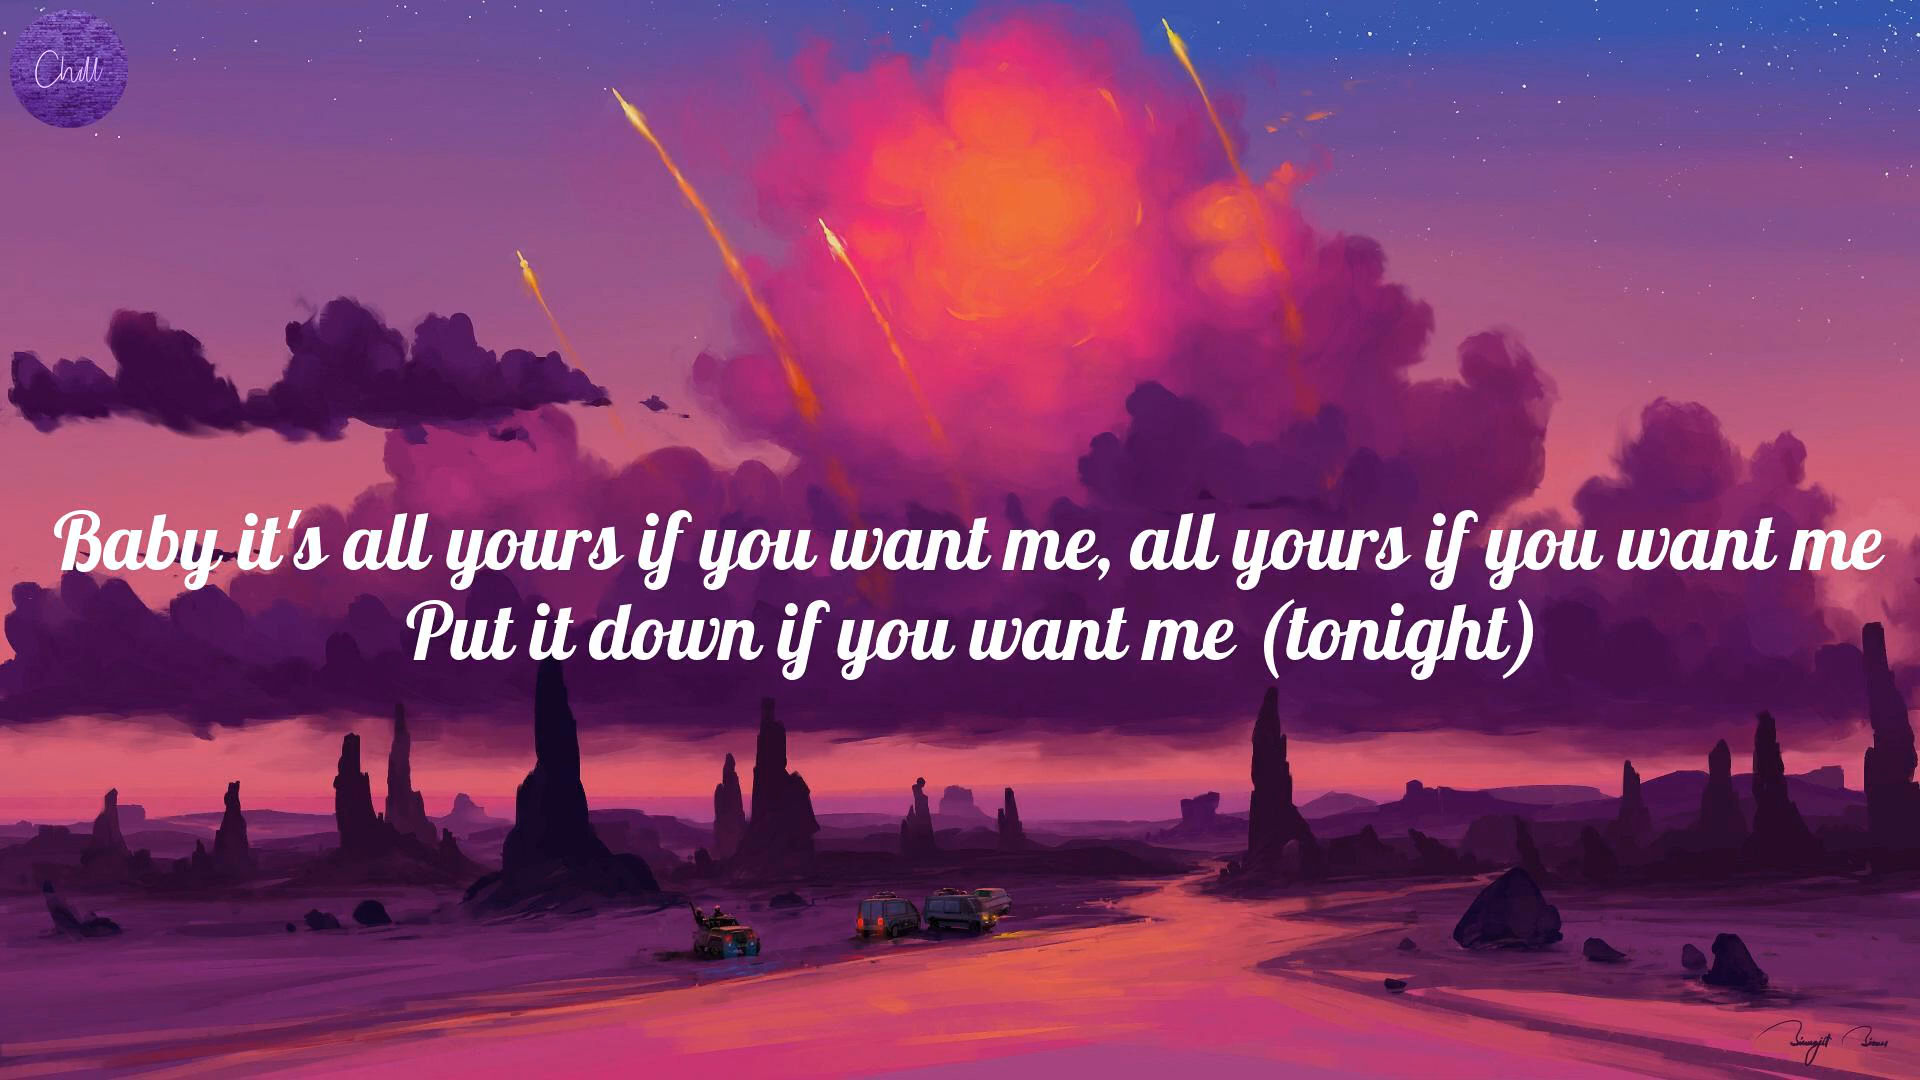 Chill
Baby it's all yours if you want me, all yours if you want me
Put it down if you want me (tonight)